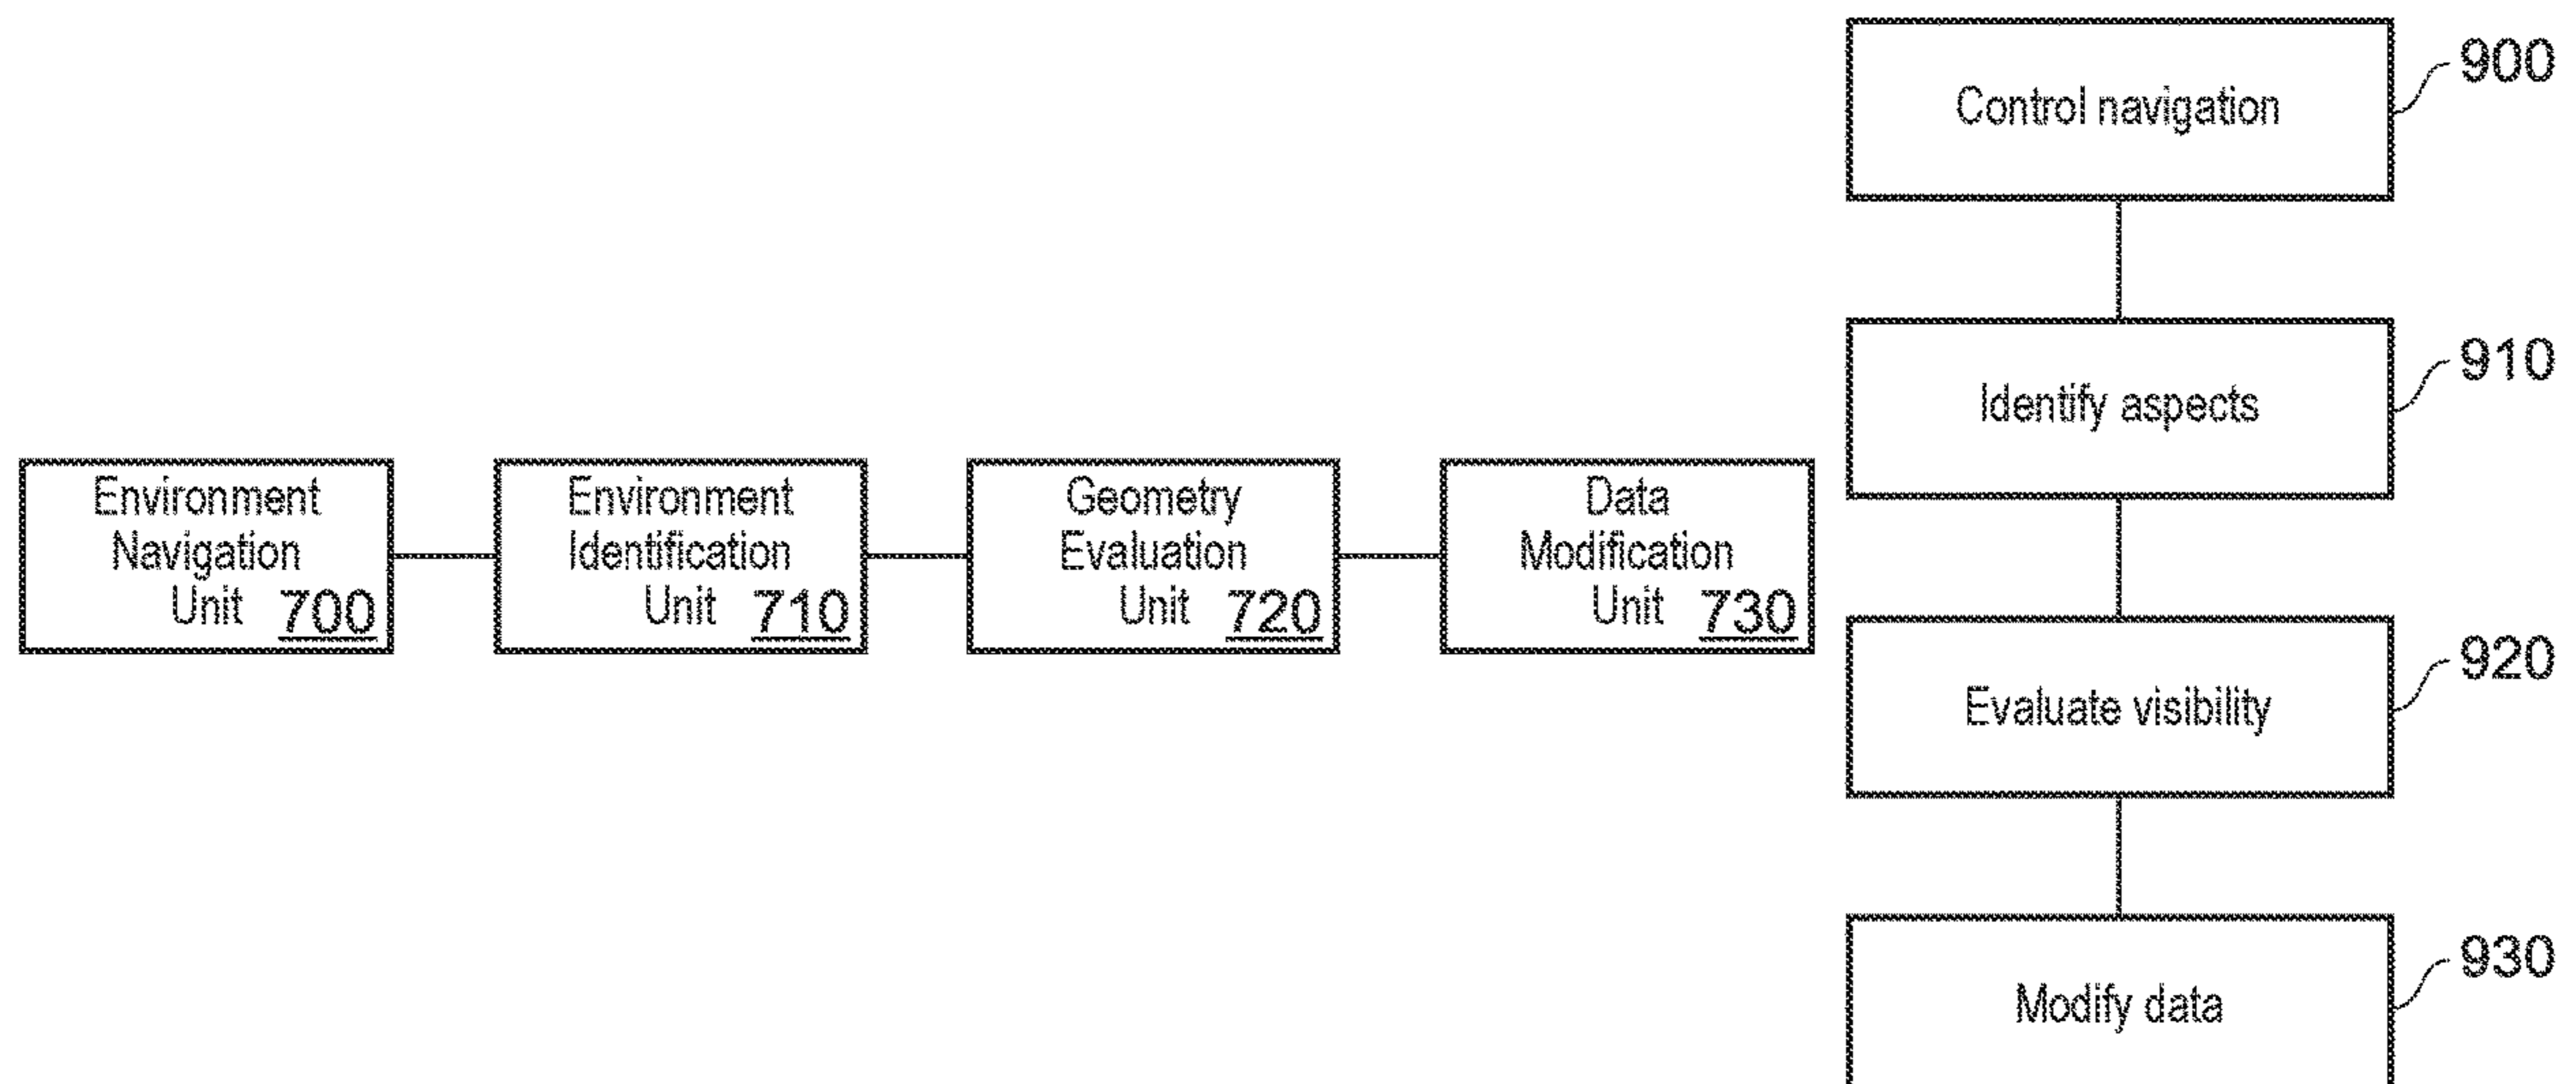 Environment
Navigation
Unit 700
Environment
Identification
Unit 710
Geometry
Evaluation
Unit 720
Data
Modification
Unit 730
Control navigation
900
Identify aspects
910
Evaluate visibility
920
Modify data
930